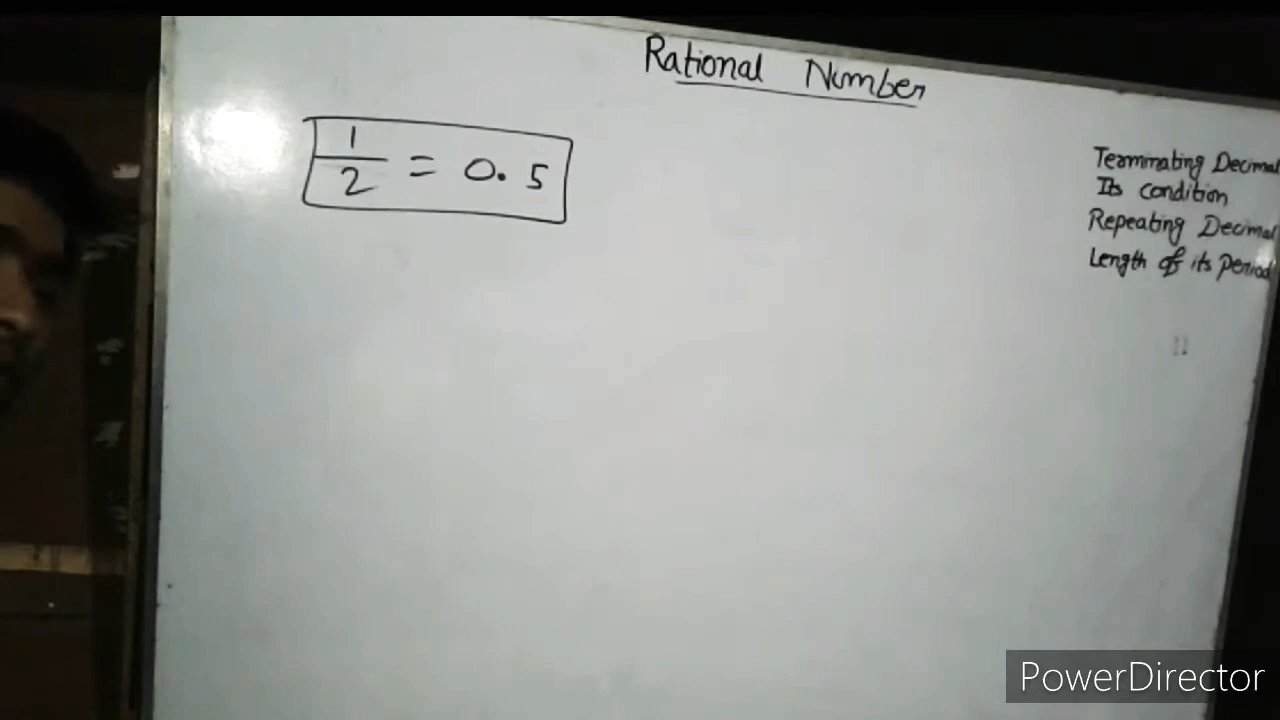 Rational Number
1/2 = 0.5
Terminating Decimal
Its condition
Repeating Decimal
Length of its Period
PowerDirector